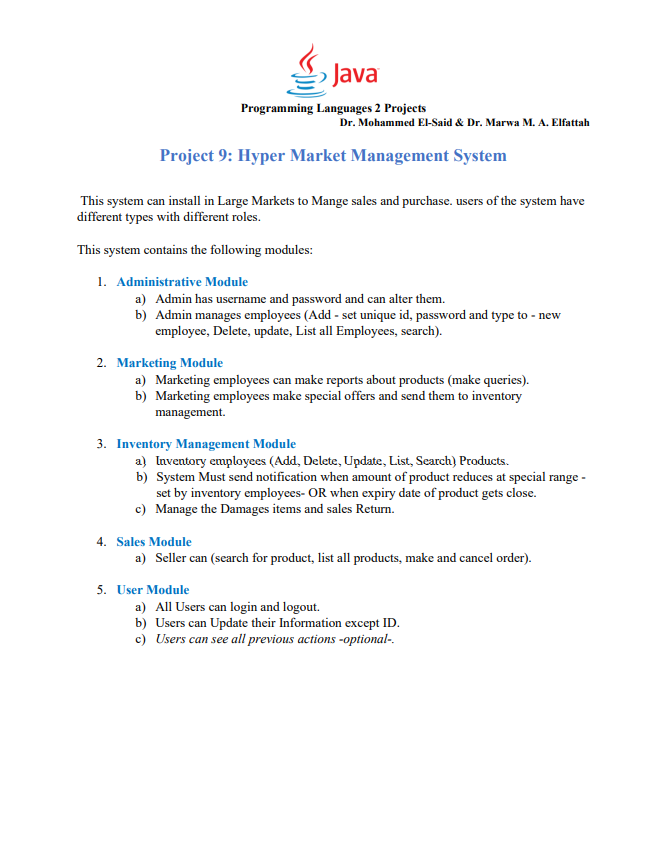 Java
Programming Languages 2 Projects
Dr. Mohammed El-Said & Dr. Marwa M. A. Elfattah
Project 9: Hyper Market Management System
This system can install in Large Markets to Mange sales and purchase. users of the system have
different types with different roles.
This system contains the following modules:
1. Administrative Module
a) Admin has username and password and can alter them.
b) Admin manages employees (Add - set unique id, password and type to - new
employee, Delete, update, List all Employees, search).
2. Marketing Module
a) Marketing employees can make reports about products (make queries).
b) Marketing employees make special offers and send them to inventory
management.
3. Inventory Management Module
a) Inventory employees (Add, Delete, Update, List, Search) Products.
b) System Must send notification when amount of product reduces at special range -
set by inventory employees- OR when expiry date of product gets close.
c) Manage the Damages items and sales Return.
4. Sales Module
a) Seller can (search for product, list all products, make and cancel order).
5. User Module
a) All Users can login and logout.
b) Users can Update their Information except ID.
c) Users can see all previous actions -optional-.